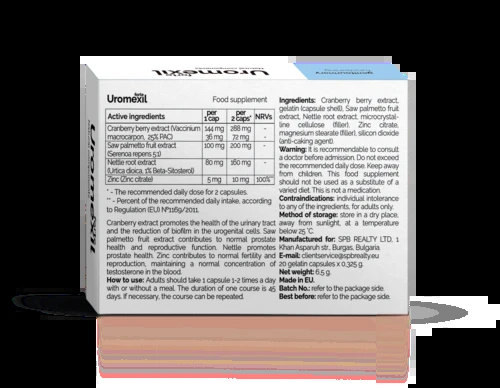 Uromexil
forte
Uromexil
forte
Food supplement
Active ingredients per 1 cap per 2 caps* NRVs
Cranberry berry extract (Vaccinium macrocarpon, 25% PAC) 144 mg 36 mg 288 mg 72 mg - -
Saw palmetto fruit extract (Serenoa repens 5:1) 100 mg 200 mg -
Nettle root extract (Urtica dioica, 1% Beta-Sitosterol) 80 mg 160 mg -
Zinc (Zinc citrate) 5 mg 10 mg 100%**
* - The recommended daily dose for 2 capsules.
** - Percent of the recommended daily intake, according
to Regulation (EU) Nº1169/2011.
Cranberry extract promotes the health of the urinary tract
and the reduction of biofilm in the urogenital cells. Saw
palmetto fruit extract contributes to normal prostate
health and reproductive function. Nettle promotes
prostate health. Zinc contributes to normal fertility and
reproduction, maintaining a normal concentration of
testosterone in the blood.
How to use: Adults should take 1 capsule 1-2 times a day
with or without a meal. The duration of one course is 45
days. If necessary, the course can be repeated.
Ingredients: Cranberry berry extract,
gelatin (capsule shell), Saw palmetto fruit
extract, Nettle root extract, microcrystal-
line cellulose (filler), Zinc citrate,
magnesium stearate (filler), silicon dioxide
(anti-caking agent).
Warning: It is recommendable to consult
a doctor before admission. Do not exceed
the recommended daily dose. Keep away
from children. This food supplement
should not be used as a substitute of a
varied diet. This is not a medication.
Contraindications: individual intolerance
to any of the ingredients, for adults only.
Method of storage: store in a dry place,
away from sunlight, at a temperature
below 25 °C.
Manufactured for: SPB REALTY LTD, 1
Khan Asparuh str., Burgas, Bulgaria
E-mail: clientservice@spbrealty.eu
20 gelatin capsules x 0,325 g.
Net weight: 6,5 g.
Made in EU.
Batch No.: refer to the package side.
Best before: refer to the package side.
Uromexil